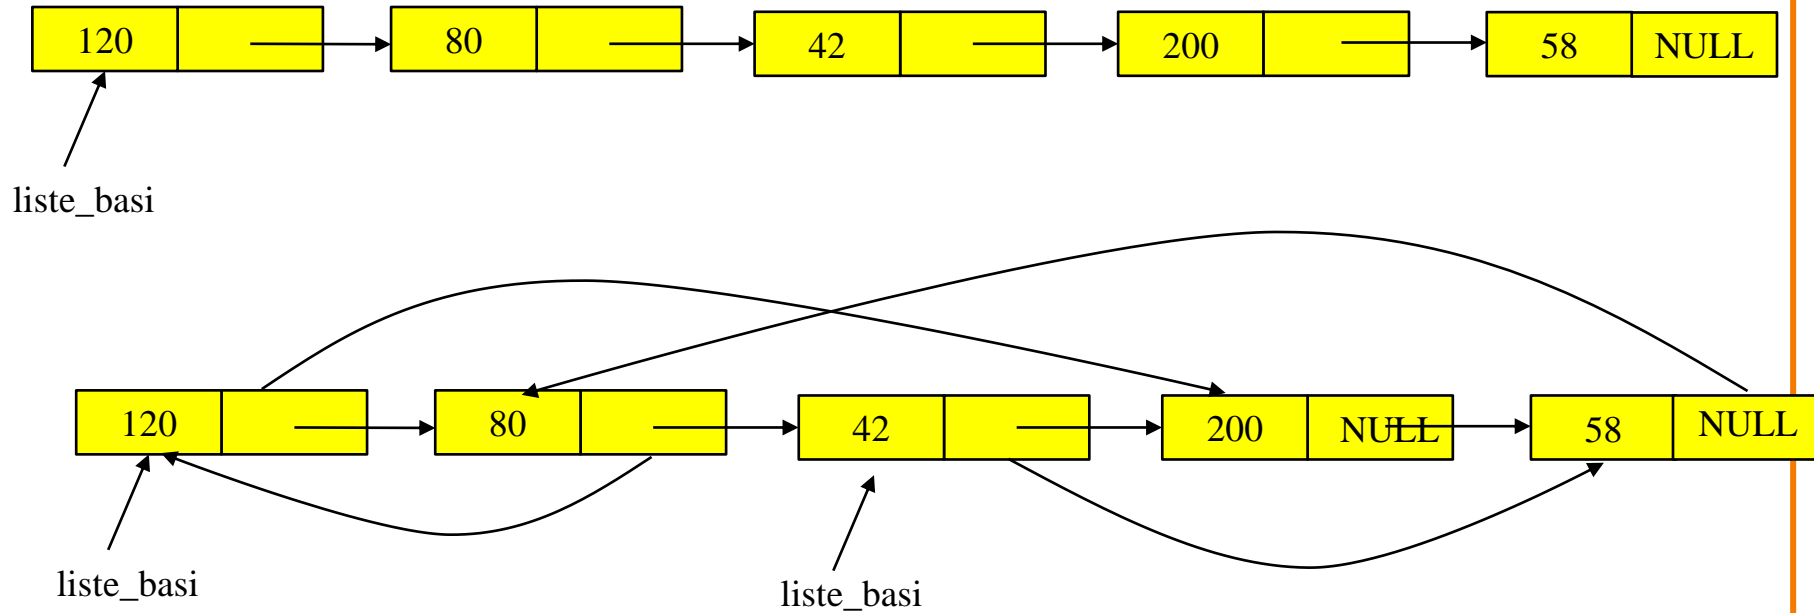 120 80 42 200 58 NULL
liste_basi
120 80 42 200 NULL 58 NULL
liste_basi liste_basi